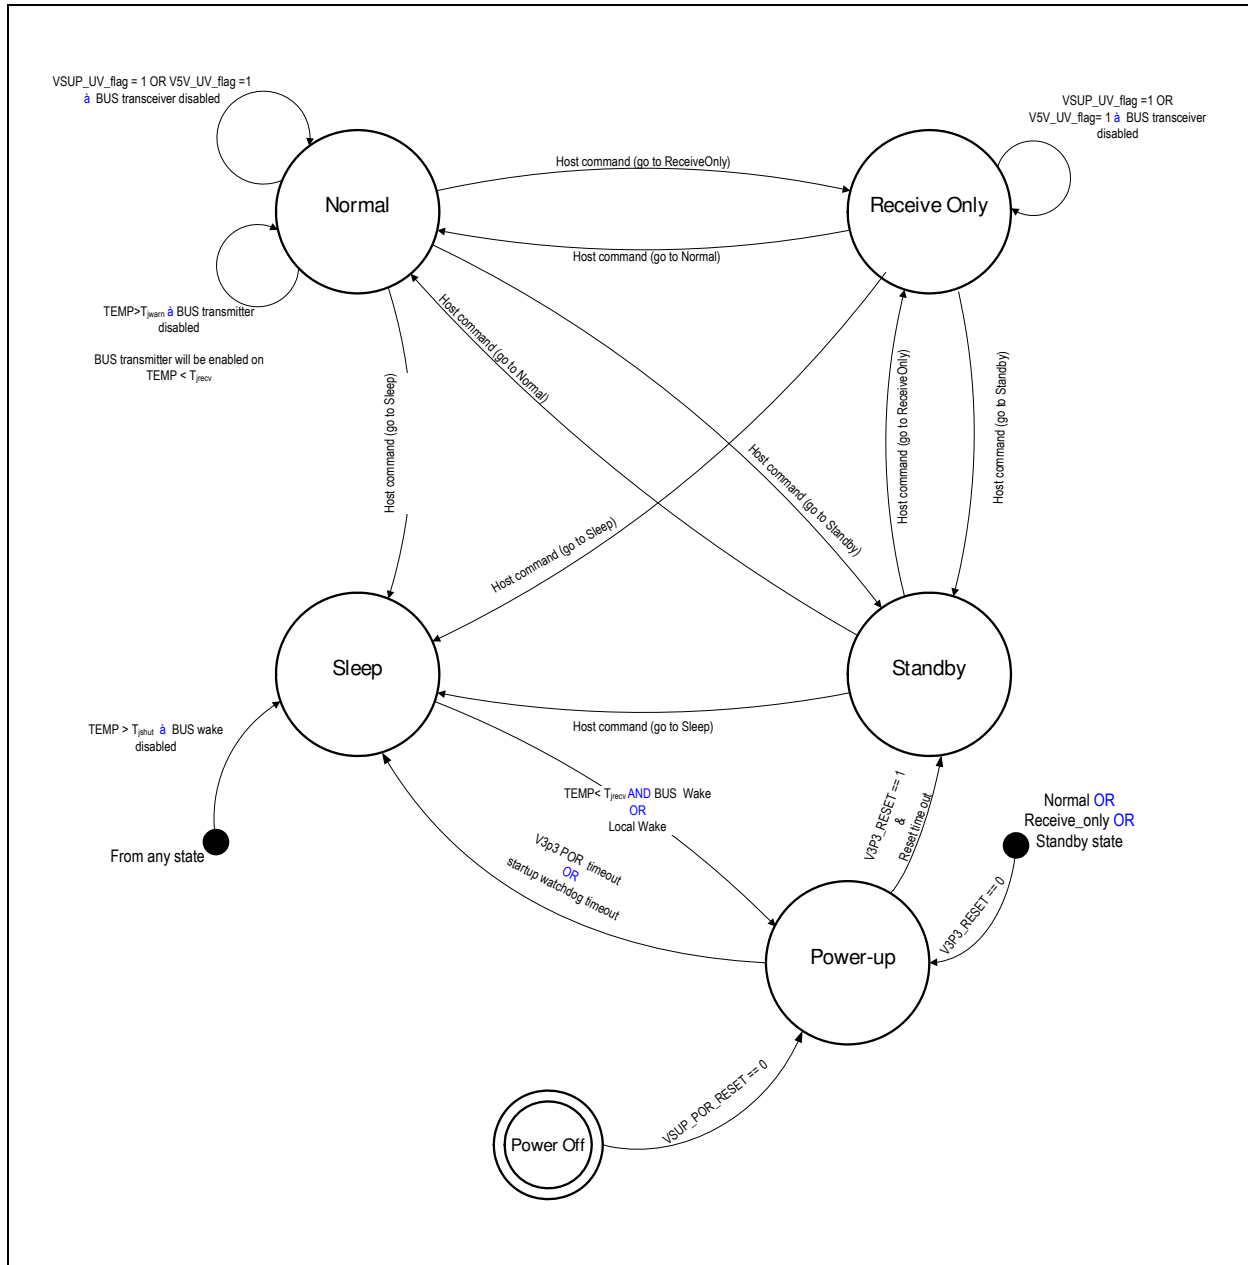 VSUP_UV_flag = 1 OR V5V_UV_flag =1
à BUS transceiver disabled
VSUP_UV_flag =1 OR
V5V_UV_flag= 1 à BUS transceiver
disabled
Host command (go to ReceiveOnly)
Normal
Receive Only
Host command (go to Normal)
TEMP>Tjwarn à BUS transmitter
disabled
BUS transmitter will be enabled on
TEMP < Tjrecv
Host command (go to Sleep)
Host command (go to Normal)
Host command (go to Standby)
Host command (go to Sleep)
Host command (go to ReceiveOnly)
Host command (go to Standby)
Sleep
Standby
Host command (go to Sleep)
TEMP > Tjshut à BUS wake
disabled
From any state
TEMP< Tjrecv AND BUS Wake
OR
Local Wake
V3p3 POR timeout
OR
startup watchdog timeout
V3P3_RESET == 1
&
Reset time out
Normal OR
Receive_only OR
Standby state
V3P3_RESET == 0
Power-up
VSUP_POR_RESET == 0
Power Off